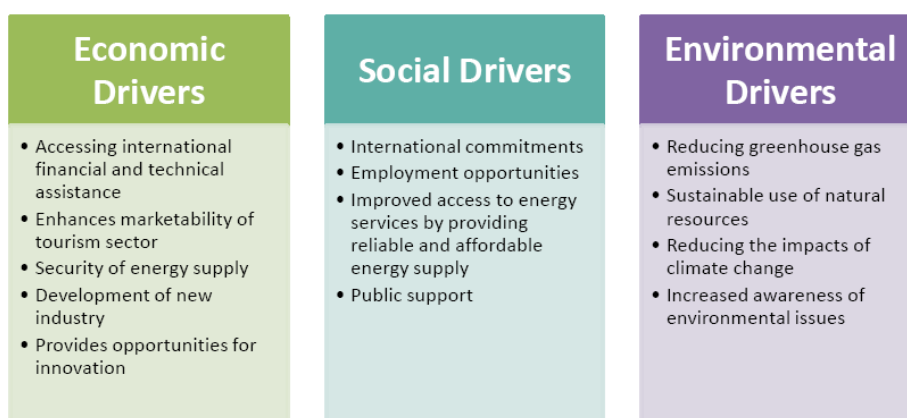 Economic
Drivers
• Accessing international
financial and technical
assistance
• Enhances marketability of
tourism sector
• Security of energy supply
• Development of new
industry
• Provides opportunities for
innovation
Social Drivers
• International commitments
• Employment opportunities
• Improved access to energy
services by providing
reliable and affordable
energy supply
• Public support
Environmental
Drivers
• Reducing greenhouse gas
emissions
• Sustainable use of natural
resources
• Reducing the impacts of
climate change
• Increased awareness of
environmental issues